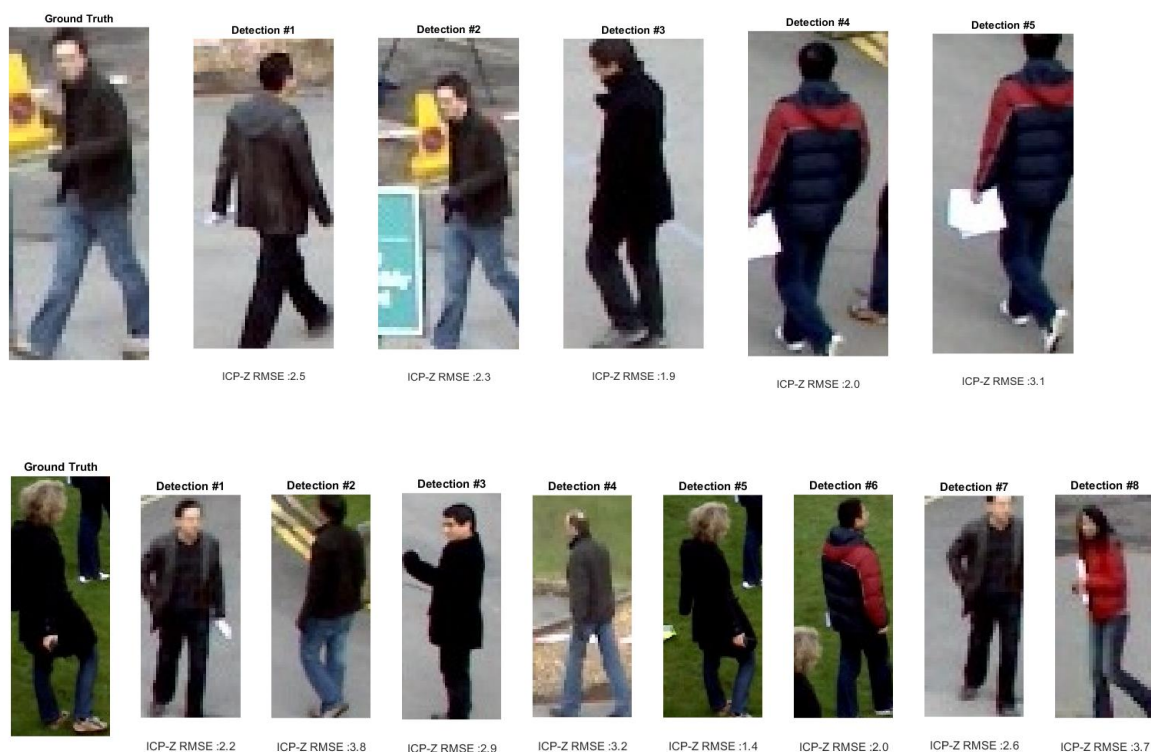 Ground Truth
Detection #1
Detection #2
Detection #3
Detection #4
Detection #5
ICP-Z RMSE :2.5
ICP-Z RMSE :2.3
ICP-Z RMSE :1.9
ICP-Z RMSE :2.0
ICP-Z RMSE :3.1
Ground Truth
Detection #1
Detection #2
Detection #3
Detection #4
Detection #5
Detection #6
Detection #7
Detection #8
ICP-Z RMSE :2.2
ICP-Z RMSE :3.8
ICP-Z RMSE :2.9
ICP-Z RMSE :3.2
ICP-Z RMSE :1.4
ICP-Z RMSE :2.0
ICP-Z RMSE :2.6
ICP-Z RMSE :3.7